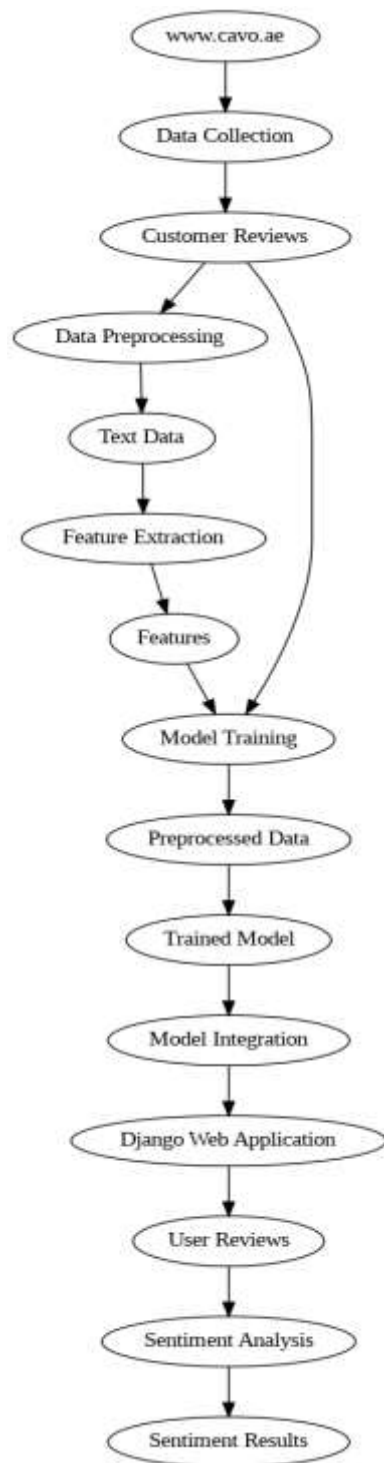 www.cavo.ae
Data Collection
Customer Reviews
Data Preprocessing
Text Data
Feature Extraction
Features
Model Training
Preprocessed Data
Trained Model
Model Integration
Django Web Application
User Reviews
Sentiment Analysis
Sentiment Results